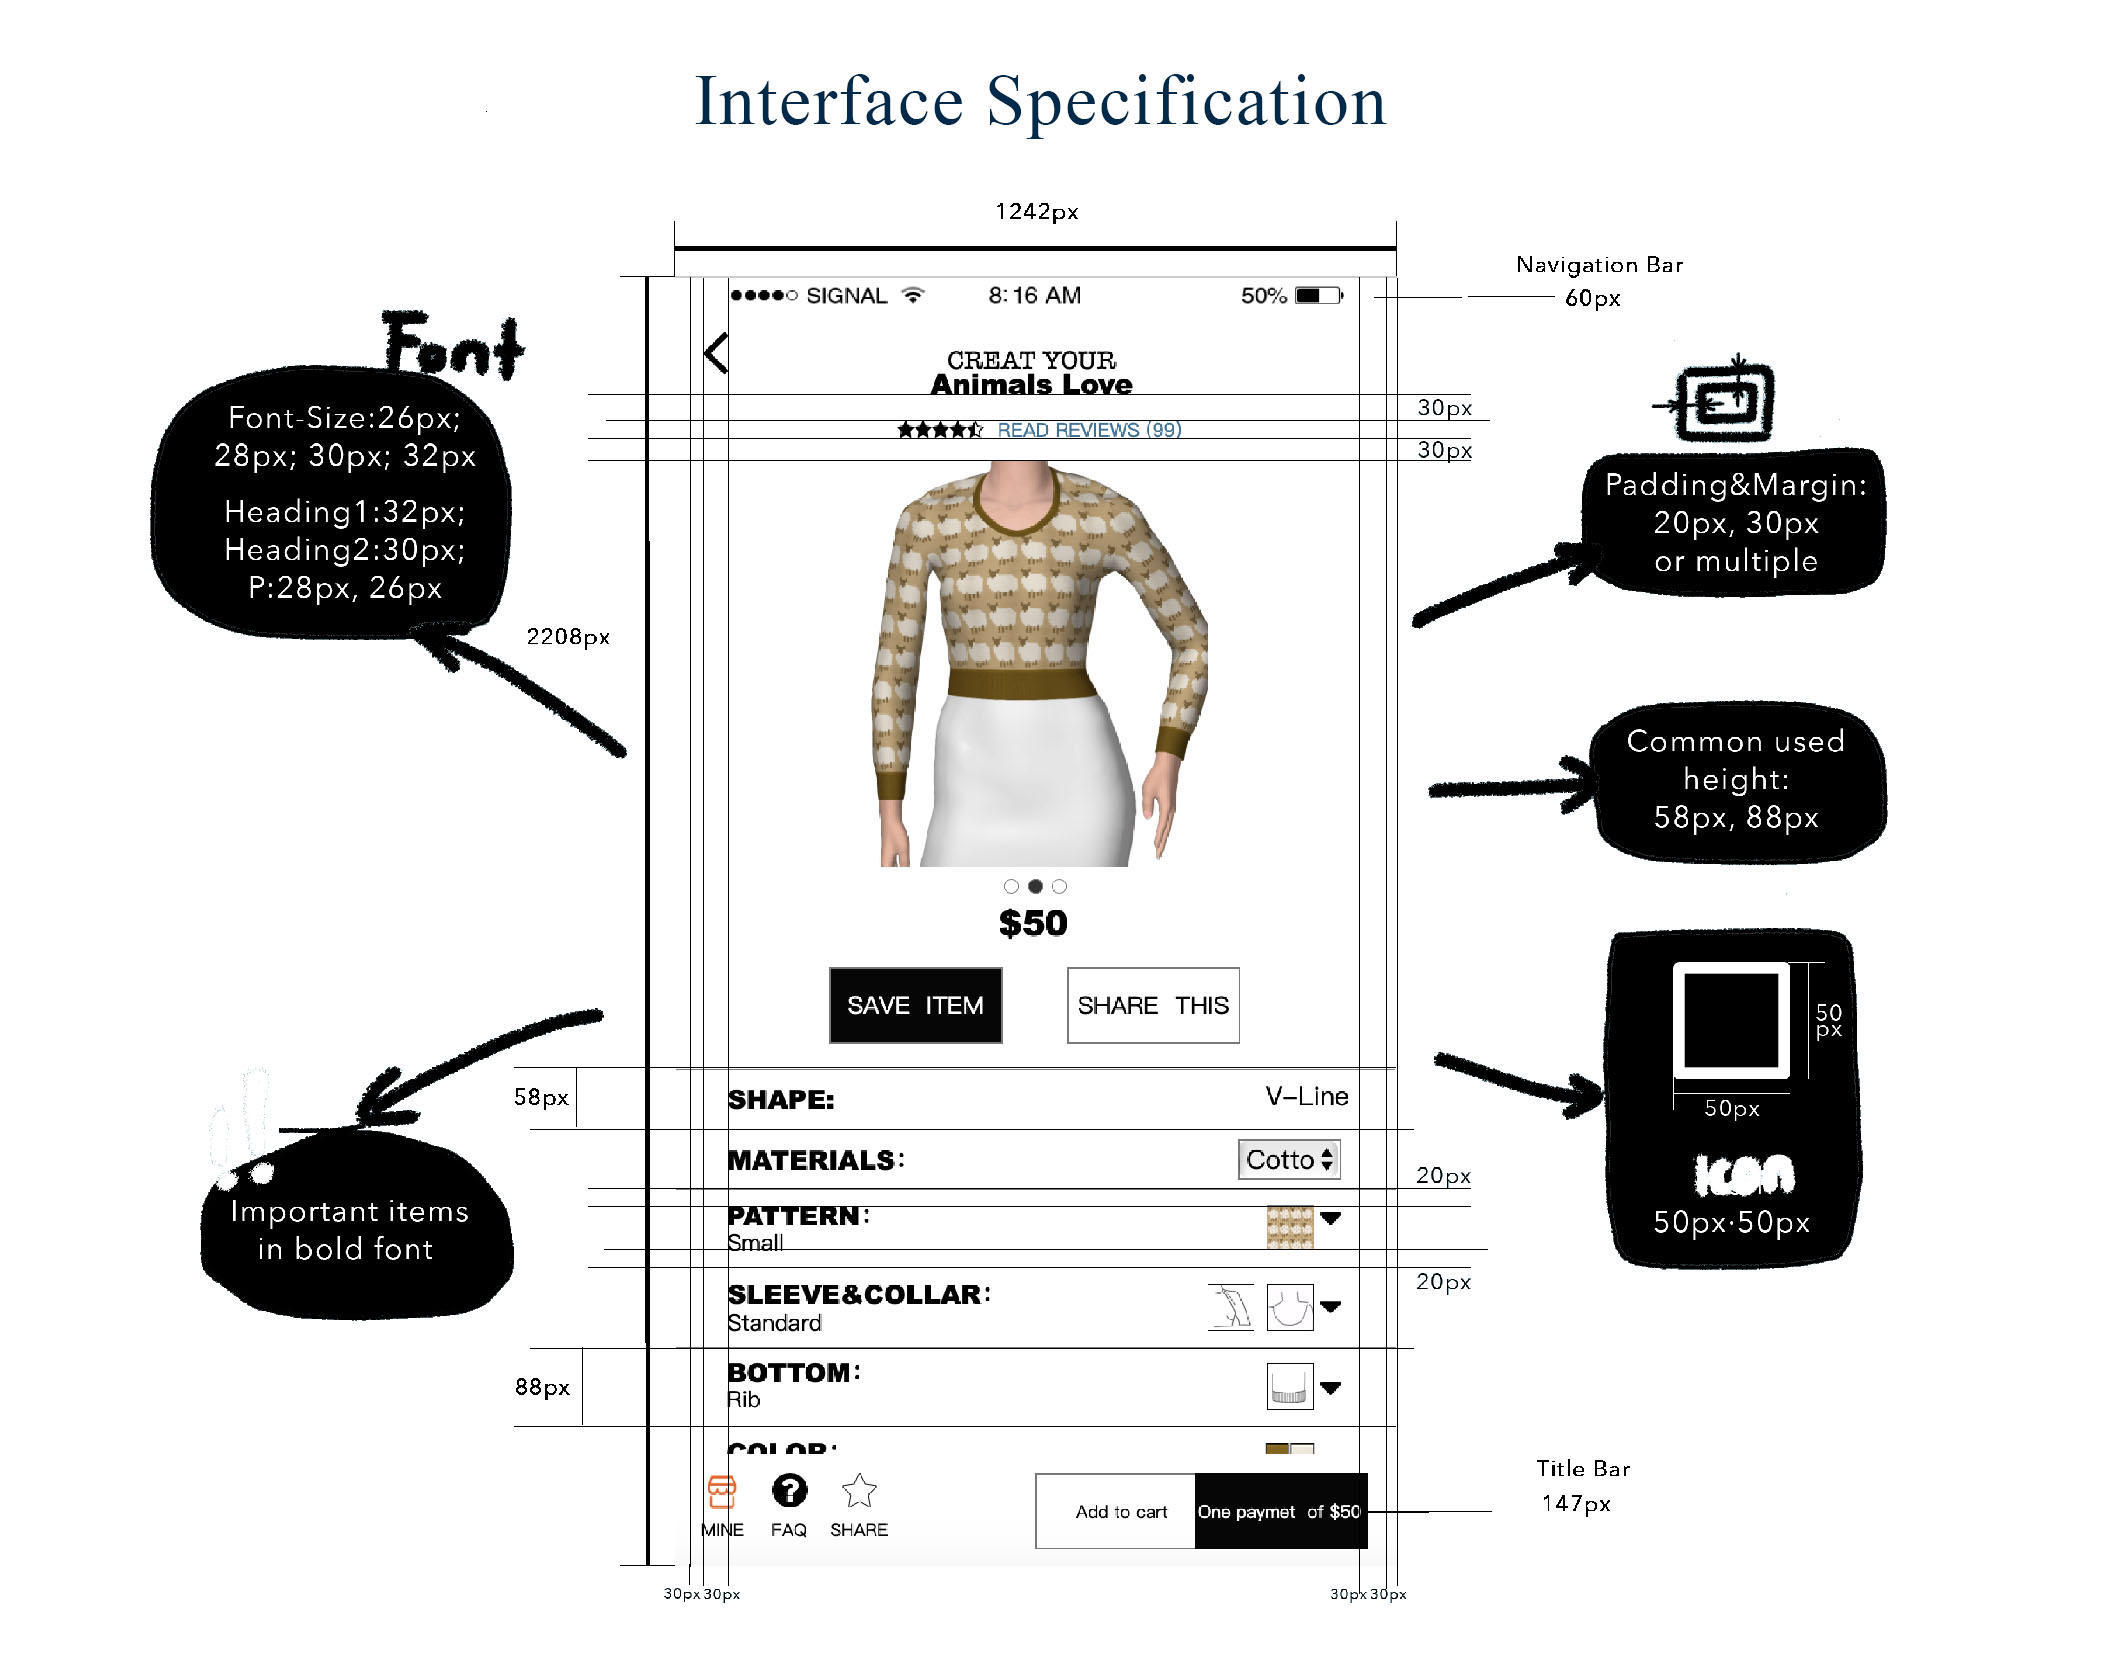 Interface Specification
1242px
Navigation Bar
60px
SIGNAL 8:16 AM 50%
Font
CREAT YOUR
Animals Love
30px
READ REVIEWS (99)
30px
Font-Size:26px;
28px; 30px; 32px
Heading1:32px;
Heading2:30px;
P:28px, 26px
Padding&Margin:
20px, 30px
or multiple
2208px
Common used
height:
58px, 88px
$50
SAVE ITEM SHARE THIS
50
px
50px
Icon
50px·50px
58px
SHAPE: V-Line
MATERIALS: Cotto
20px
PATTERN:
Small
20px
!!
Important items
in bold font
SLEEVE&COLLAR:
Standard
88px
BOTTOM:
Rib
COLOR:
Title Bar
147px
MINE FAQ SHARE
Add to cart One paymet of $50
30px 30px 30px 30px